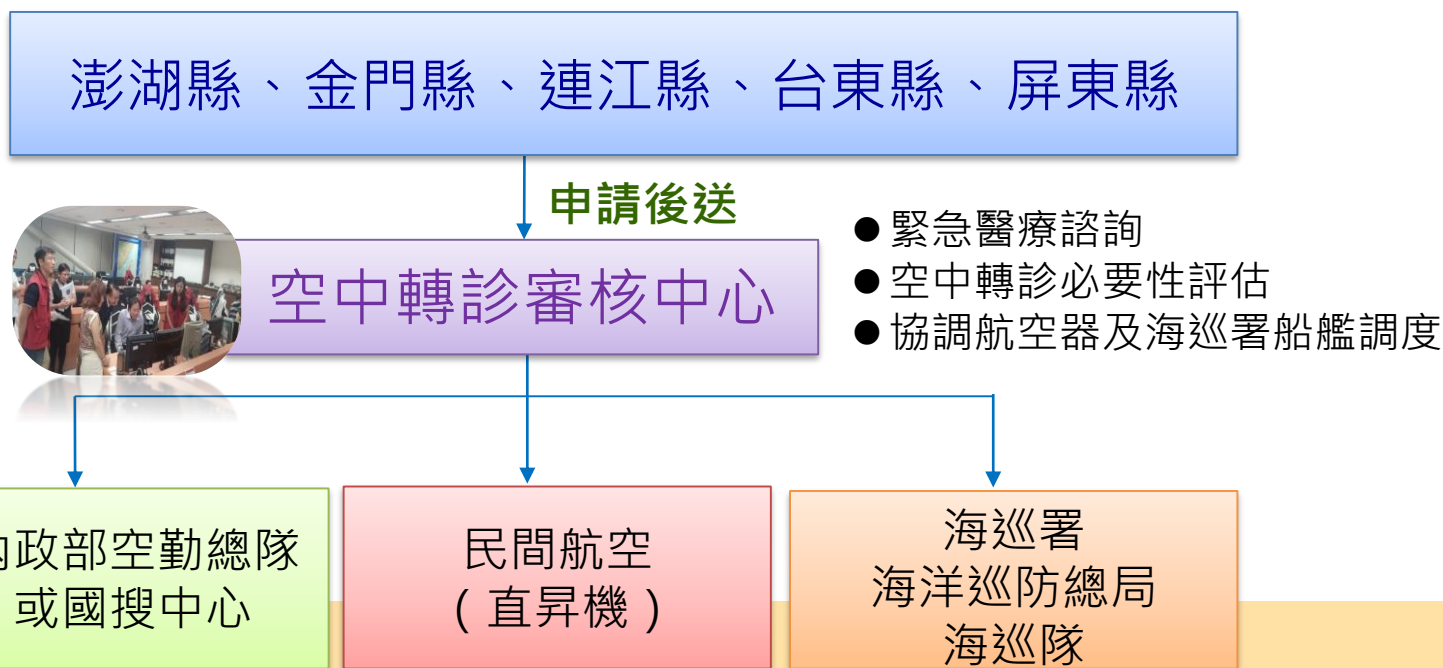 澎湖縣、金門縣、連江縣、台東縣、屏東縣
申請後送
空中轉診審核中心
●緊急醫療諮詢
●空中轉診必要性評估
●協調航空器及海巡署船艦調度
內政部空勤總隊
或國搜中心
民間航空
(直昇機)
海巡署
海洋巡防總局
海巡隊